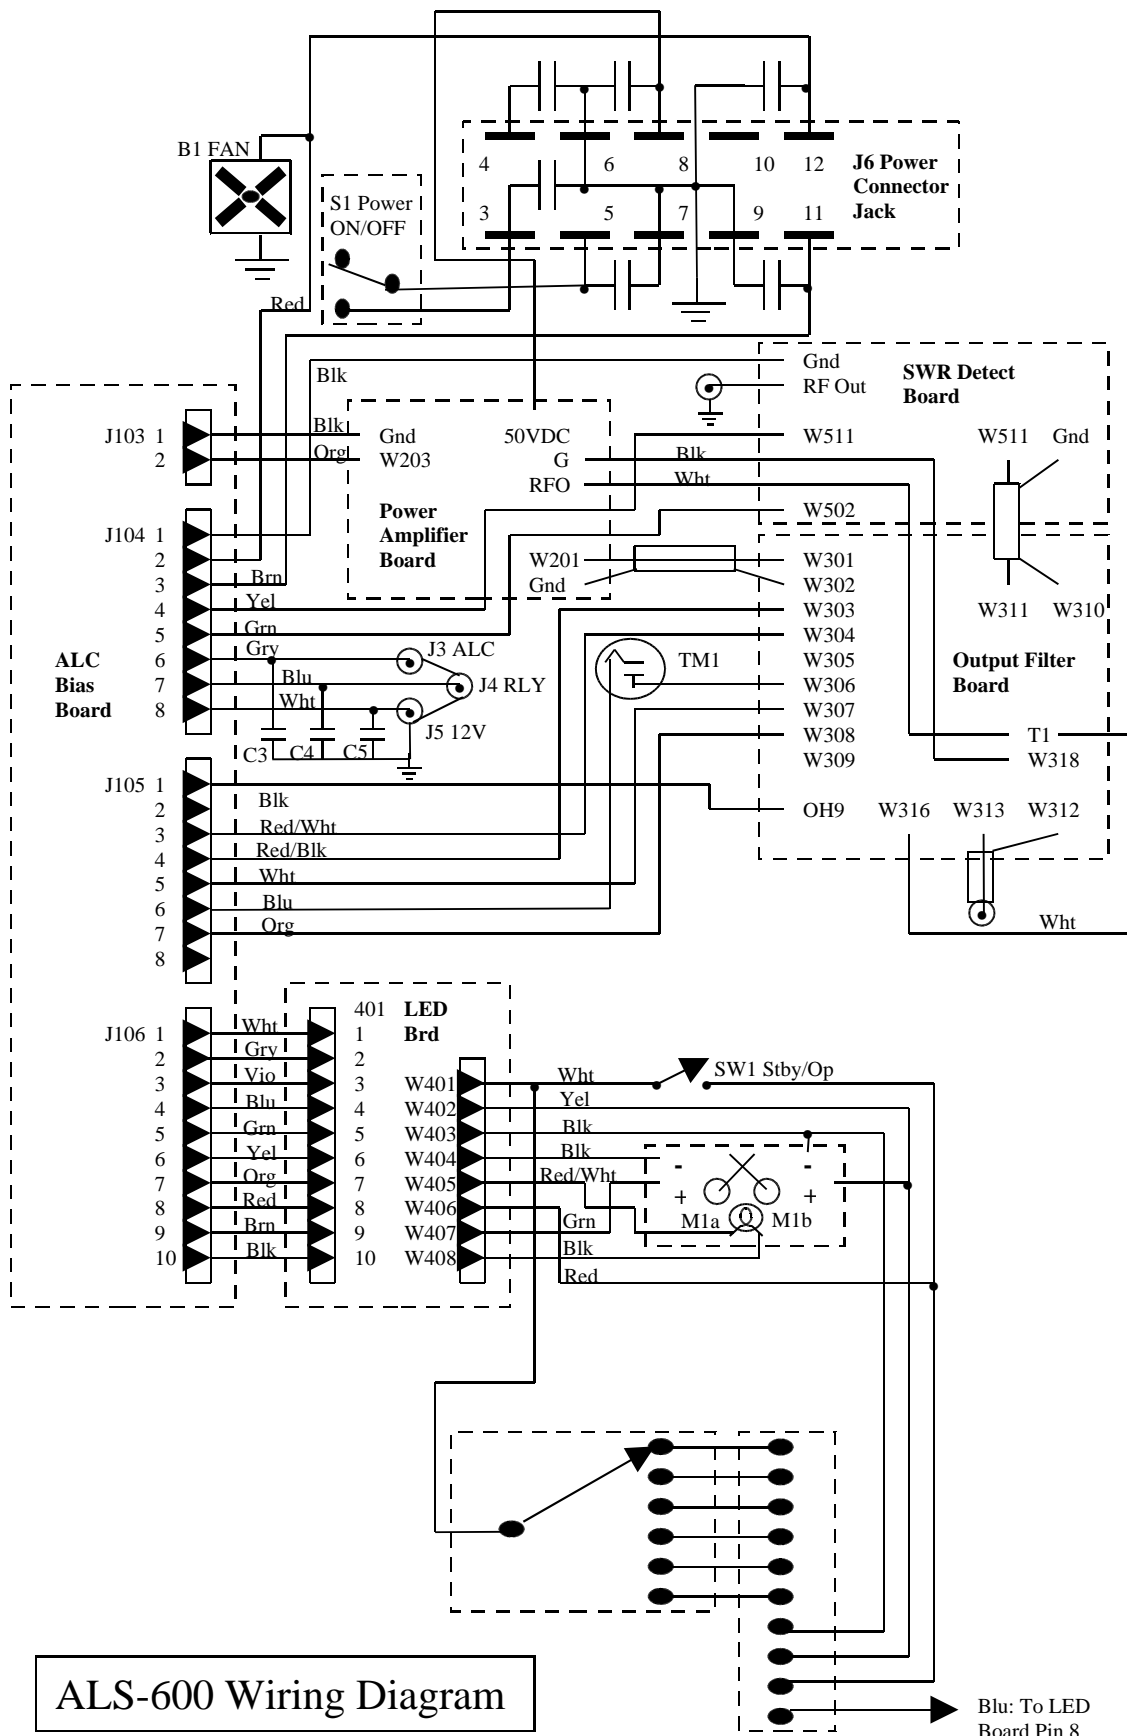 B1 FAN
S1 Power
ON/OFF
4 6 8 10 12
3 5 7 9 11
J6 Power
Connector
Jack
Red
Blk
Gnd
RF Out
SWR Detect
Board
J103 1
2
Blk
Org
Gnd 50VDC
W203 G
RFO
Power
Amplifier
Board
W201
Gnd
Blk
Wht
W511
W502
W511 Gnd
W311 W310
J104 1
2
3
4
5
6
7
8
Brn
Yel
Grn
Gry
Blu
Wht
ALC
Bias
Board
J3 ALC
J4 RLY
J5 12V
C3 C4 C5
TM1
W301
W302
W303
W304
W305
W306
W307
W308
W309
Output Filter
Board
T1
W318
OH9 W316 W313 W312
Wht
J105 1
2
3
4
5
6
7
8
Blk
Red/Wht
Red/Blk
Wht
Blu
Org
J106 1
2
3
4
5
6
7
8
9
10
Wht
Gry
Vio
Blu
Grn
Yel
Org
Red
Brn
Blk
401 LED
Brd
1
2
3
4
5
6
7
8
9
10
W401
W402
W403
W404
W405
W406
W407
W408
Wht
Yel
Blk
Blk
Red/Wht
Grn
Blk
Red
SW1 Stby/Op
- -
+ +
M1a M1b
ALS-600 Wiring Diagram
Blu: To LED
Board Pin 8